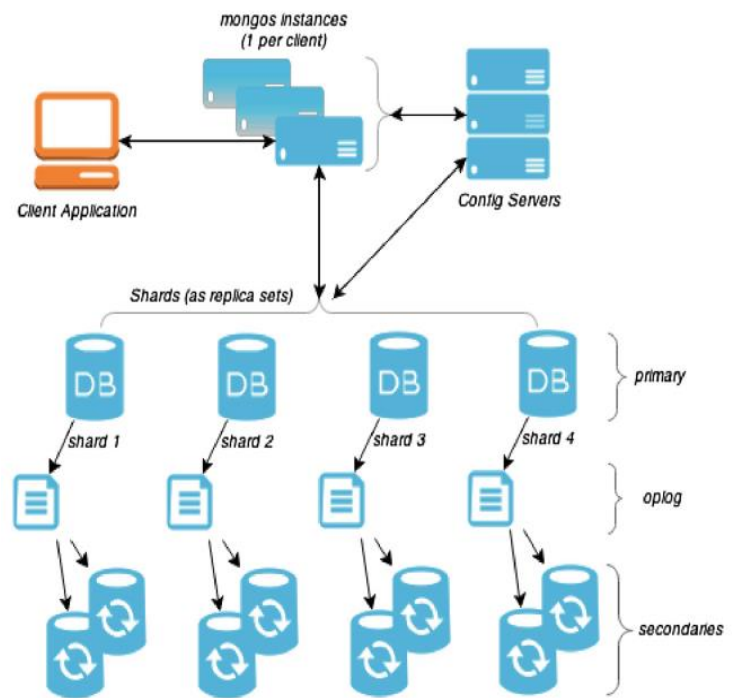 mongos instances
(1 per client)
Client Application
Config Servers
Shards (as replica sets)
DB
DB
DB
DB
primary
shard 1
shard 2
shard 3
shard 4
oplog
secondaries